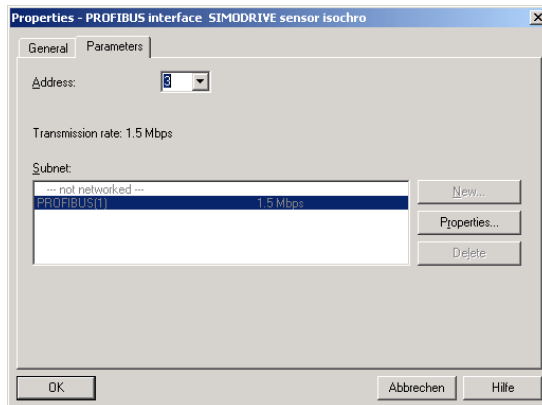 Properties - PROFIBUS interface SIMODRIVE sensor isochro
General Parameters
Address: 3
Transmission rate: 1.5 Mbps
Subnet:
--- not networked ---
PROFIBUS(1) 1.5 Mbps
New...
Properties...
Delete
OK Abbrechen Hilfe